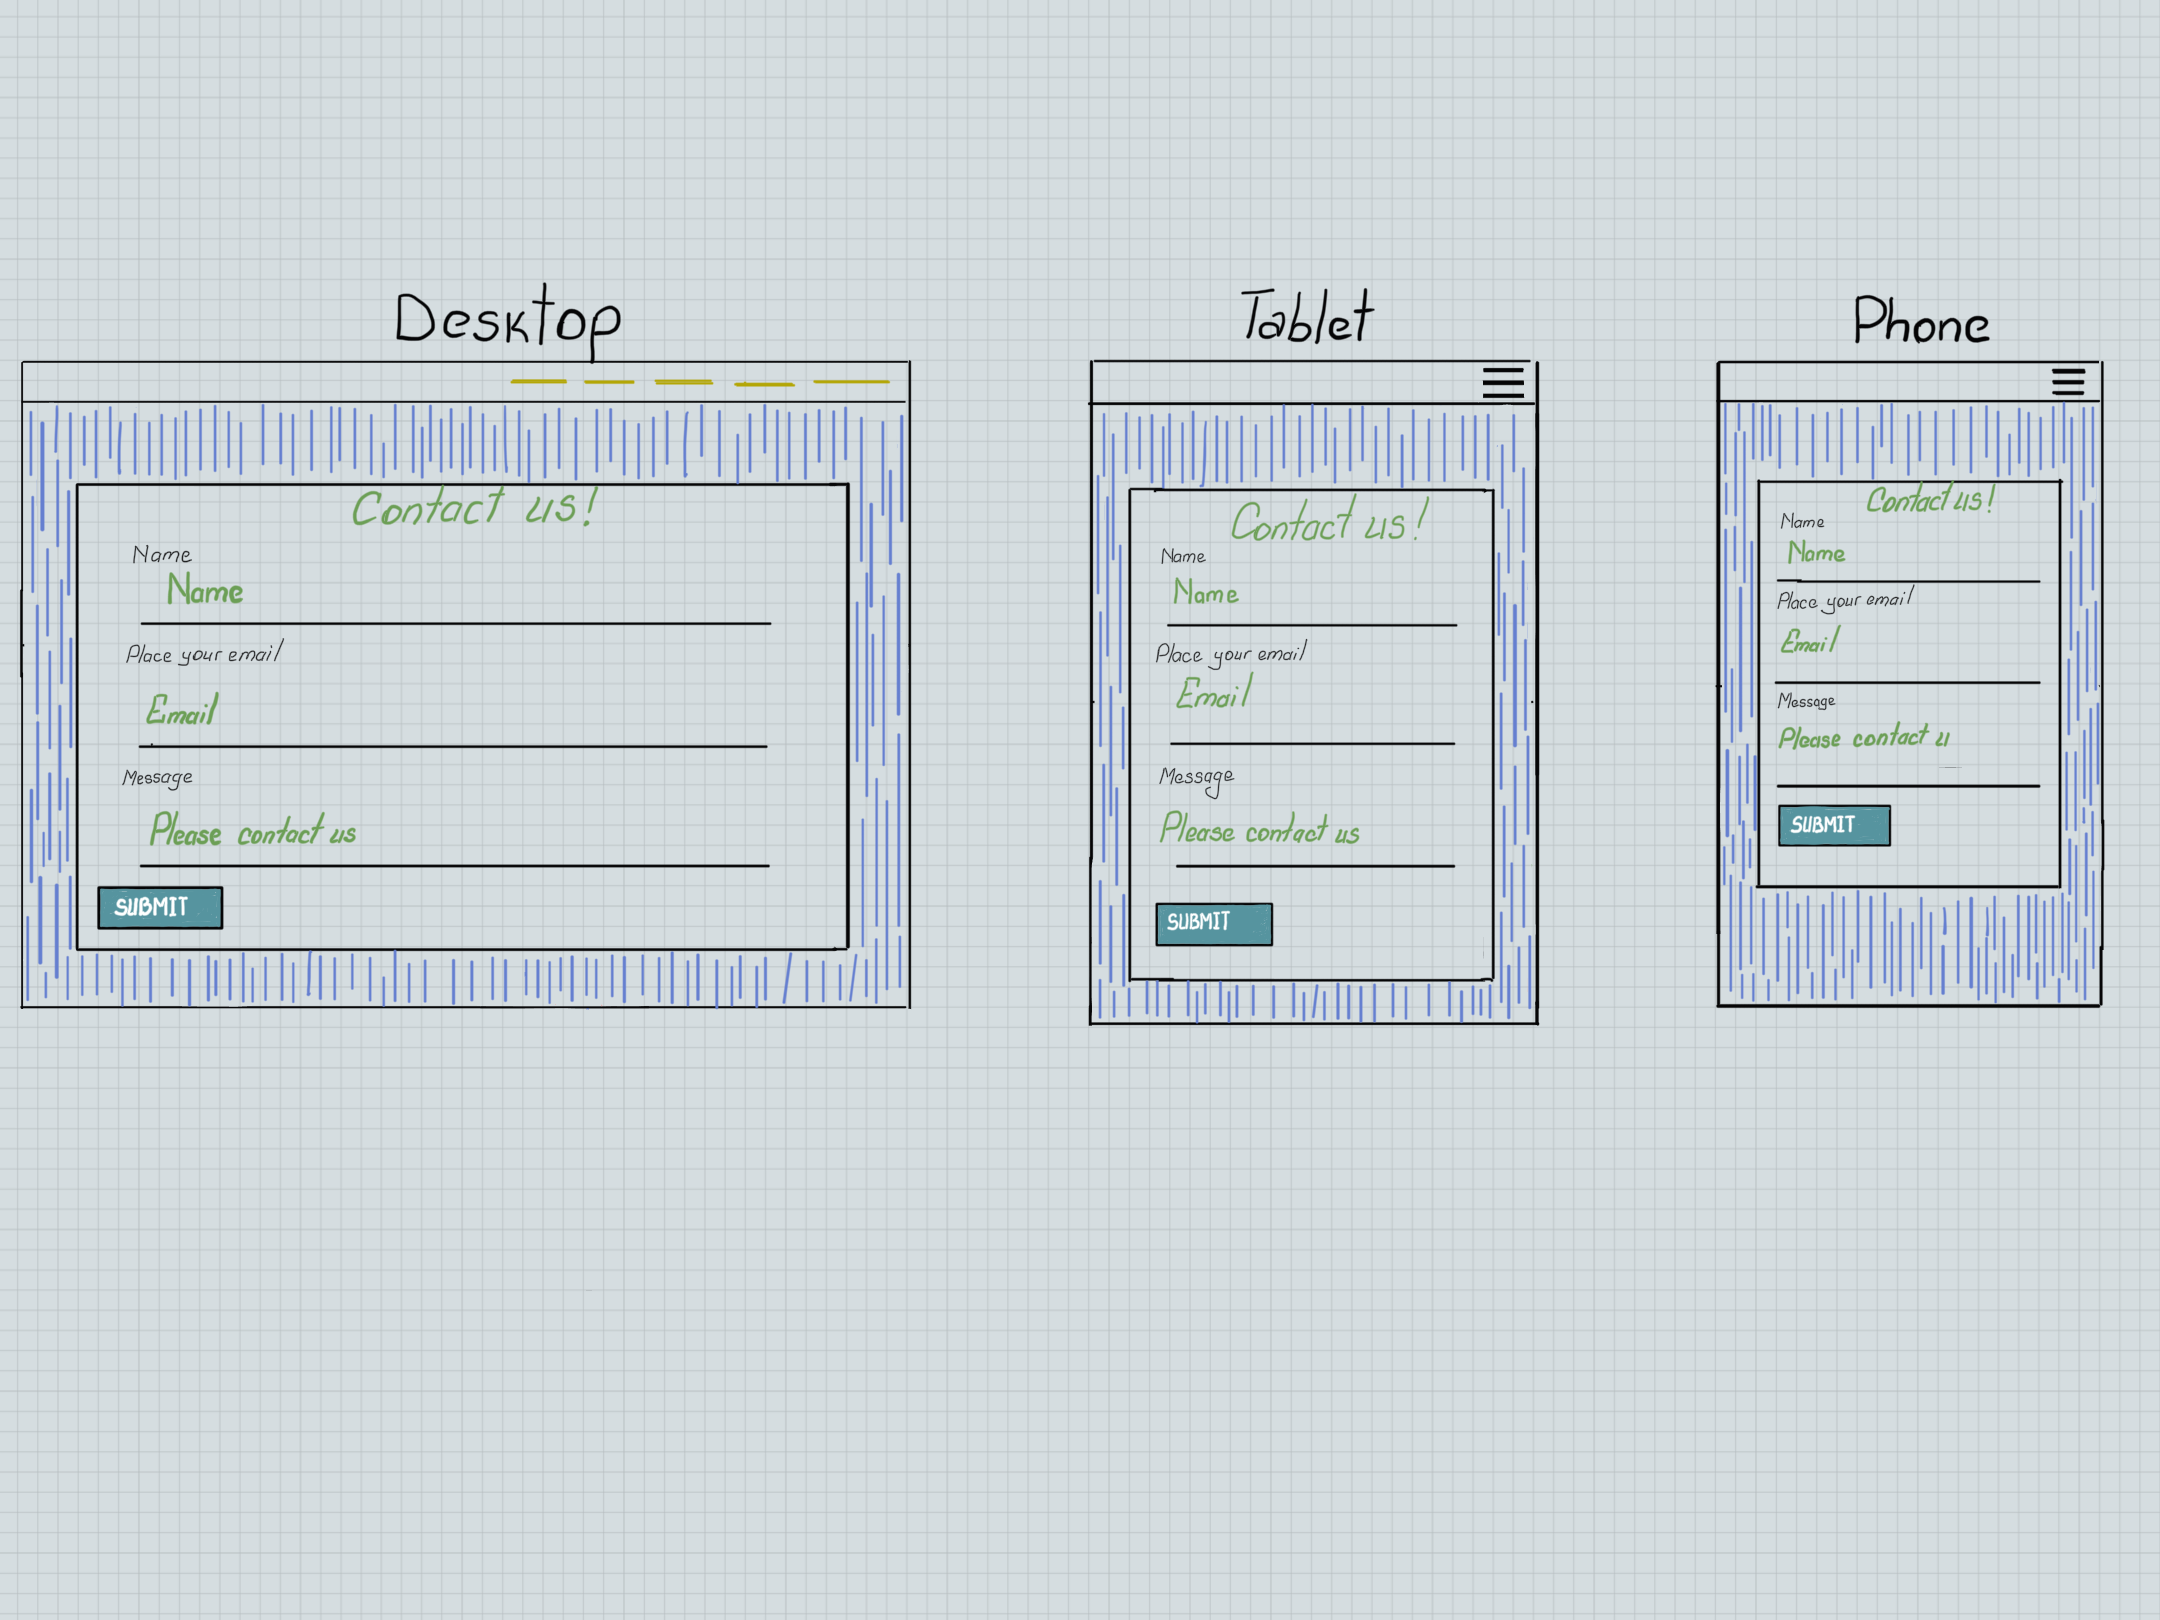 Desktop
Contact us!
Name
Name
Place your email
Email
Message
Please contact us
SUBMIT
Tablet
Contact us!
Name
Name
Place your email
Email
Message
Please contact us
SUBMIT
Phone
Contact us!
Name
Name
Place your email
Email
Message
Please contact u
SUBMIT